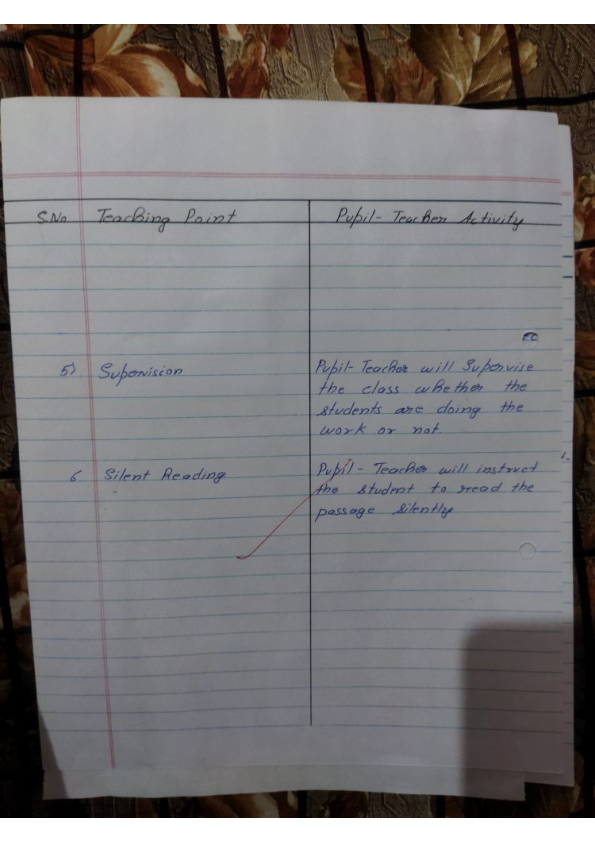 S.No Teaching Point Pupil-Teacher Activity
5) Supervision Pupil-Teacher will Supervise
the class whether the
students are doing the
work or not.
6 Silent Reading Pupil-Teacher will instruct
the student to read the
passage Silently